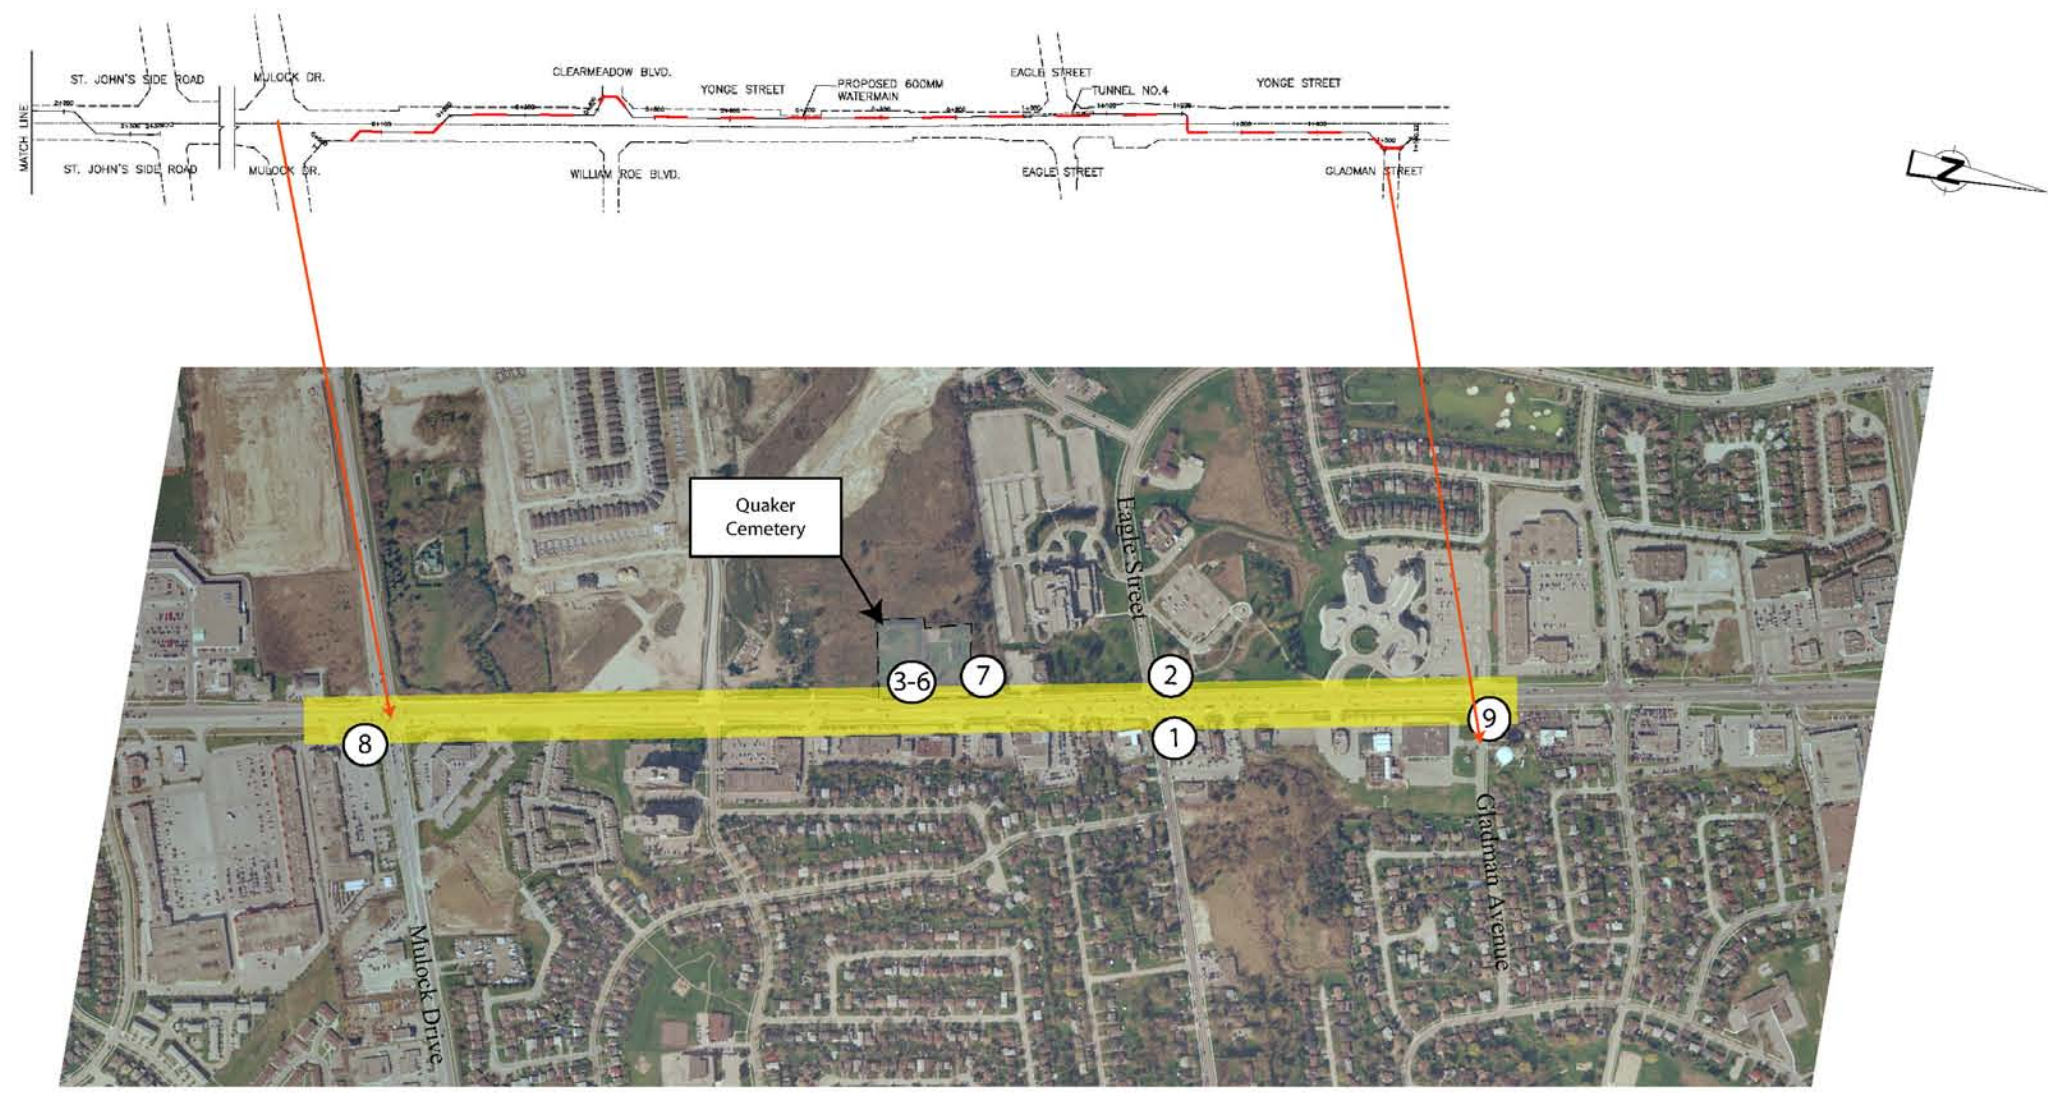 ST. JOHN'S SIDE ROAD
MULOCK DR.
CLEARMEADOW BLVD.
YONGE STREET
PROPOSED 600MM
WATERMAIN
EAGLE STREET
TUNNEL NO.4
YONGE STREET
MATCH LINE
ST. JOHN'S SIDE ROAD
MULOCK DR.
WILLIAM ROE BLVD.
EAGLE STREET
GLADMAN STREET
N
Quaker
Cemetery
Eagle Street
3-6
7
2
8
1
9
Gladman Avenue
Mulock Drive